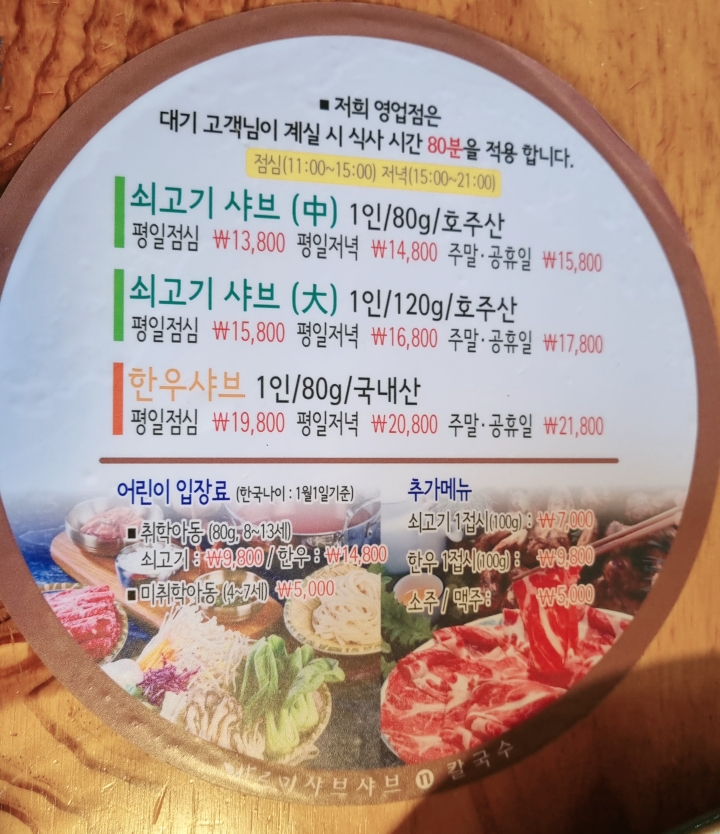 ■ 저희 영업점은
대기 고객님이 계실 시 식사 시간 80분을 적용 합니다.
점심(11:00~15:00) 저녁(15:00~21:00)
쇠고기 샤브 (中) 1인/80g/호주산
평일점심 ₩13,800 평일저녁 ₩14,800 주말·공휴일 ₩15,800
쇠고기 샤브 (大) 1인/120g/호주산
평일점심 ₩15,800 평일저녁 ₩16,800 주말·공휴일 ₩17,800
한우샤브 1인/80g/국내산
평일점심 ₩19,800 평일저녁 ₩20,800 주말·공휴일 ₩21,800
어린이 입장료 (한국나이 : 1월1일기준)
■ 취학아동 (80g, 8~13세)
쇠고기 : ₩9,800 / 한우 : ₩14,800
■ 미취학아동 (4~7세) ₩5,000
추가메뉴
쇠고기 1접시(100g) : ₩7,000
한우 1접시(100g) : ₩9,800
소주 / 맥주 : ₩5,000
샤브샤브 n 칼국수